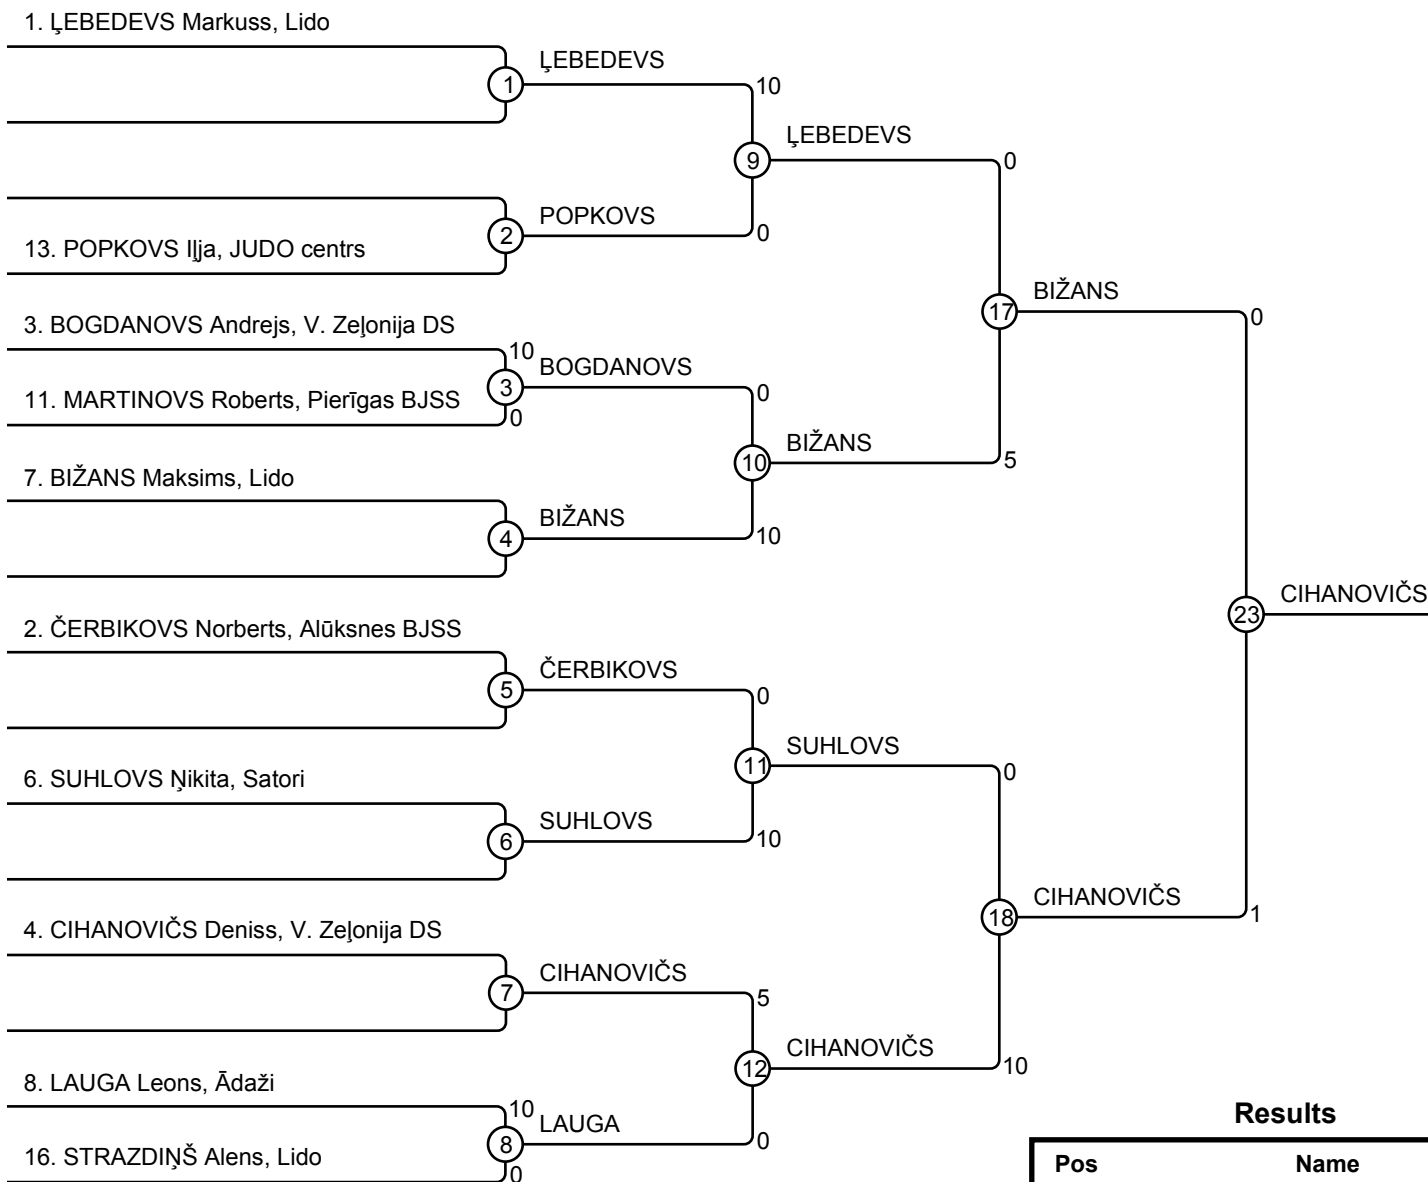 1. ĻEBEDEVS Markuss, Lido
1
ĻEBEDEVS
10
9
ĻEBEDEVS
0
2
POPKOVS
0
13. POPKOVS Iļja, JUDO centrs
17
BIŽANS
0
3. BOGDANOVS Andrejs, V. Zeļonija DS
10
3
BOGDANOVS
0
11. MARTINOVS Roberts, Pierīgas BJSS
0
10
BIŽANS
5
7. BIŽANS Maksims, Lido
4
BIŽANS
10
23
CIHANOVIČS
2. ČERBIKOVS Norberts, Alūksnes BJSS
5
ČERBIKOVS
0
11
SUHLOVS
0
6. SUHLOVS Ņikita, Satori
6
SUHLOVS
10
18
CIHANOVIČS
1
4. CIHANOVIČS Deniss, V. Zeļonija DS
7
CIHANOVIČS
5
12
CIHANOVIČS
10
8. LAUGA Leons, Ādaži
10
8
LAUGA
0
16. STRAZDIŅŠ Alens, Lido
0
Results
Pos Name